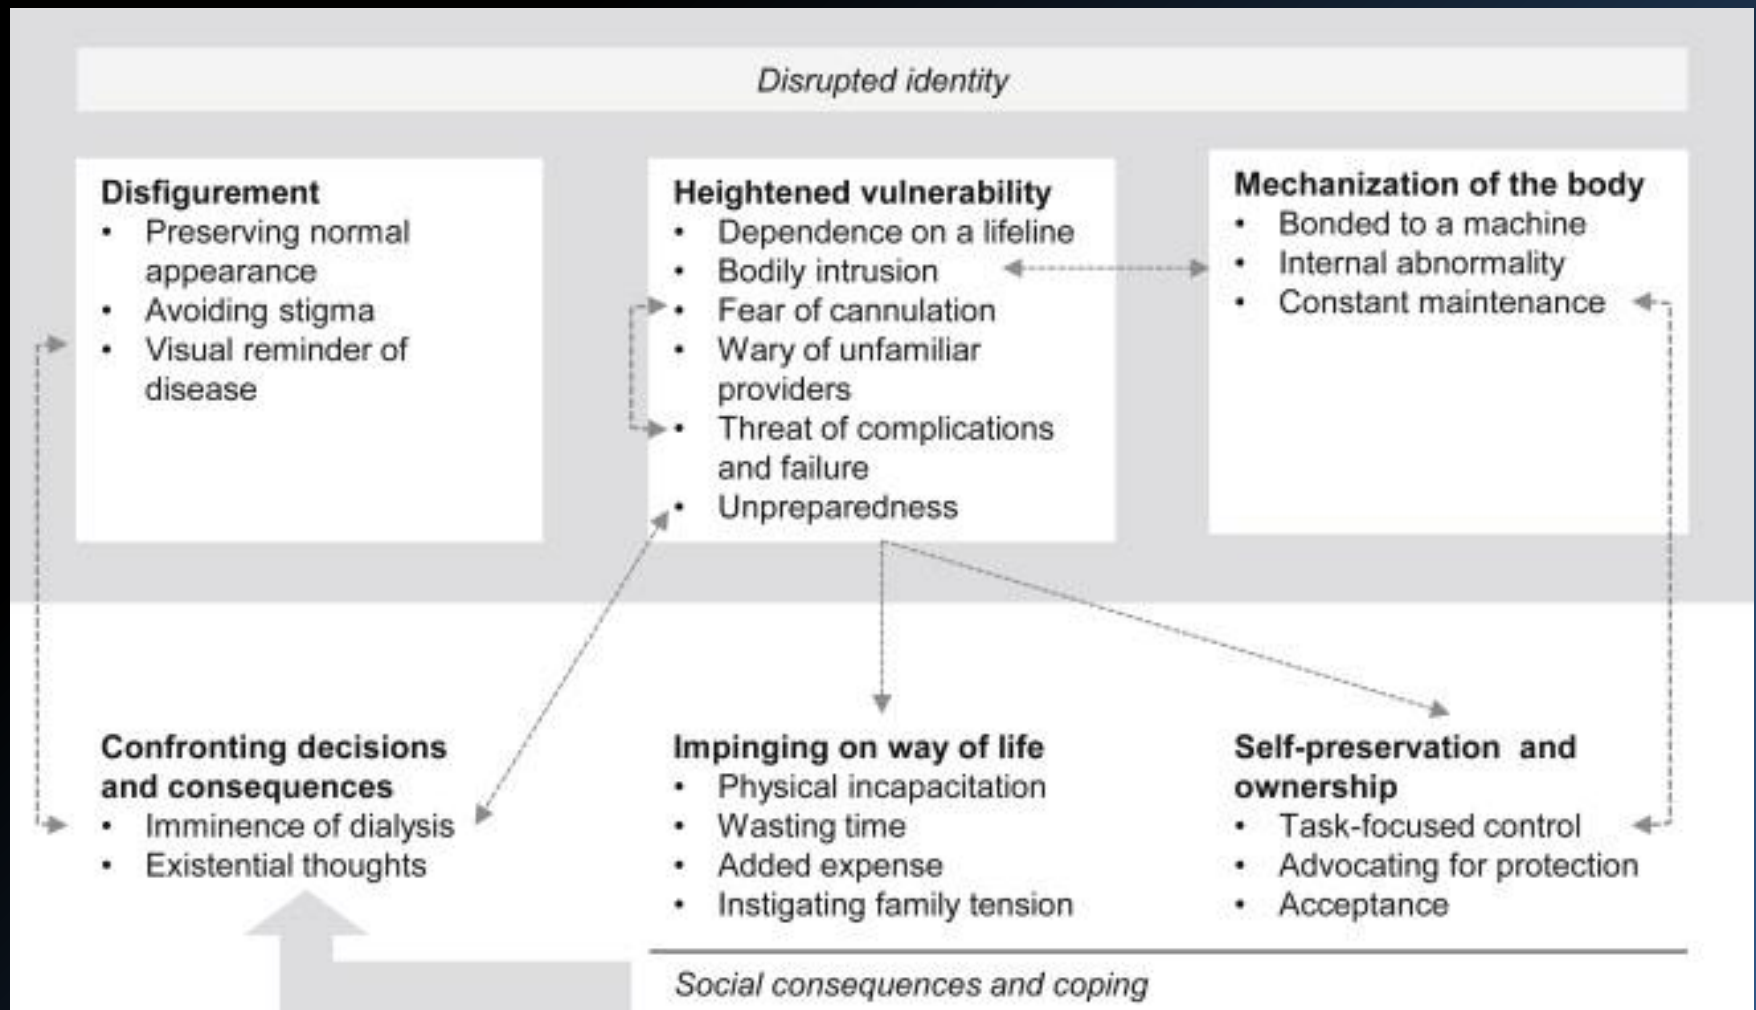 Disrupted identity
Disfigurement
• Preserving normal
appearance
• Avoiding stigma
• Visual reminder of
disease
Heightened vulnerability
• Dependence on a lifeline
• Bodily intrusion
• Fear of cannulation
• Wary of unfamiliar
providers
• Threat of complications
and failure
• Unpreparedness
Mechanization of the body
• Bonded to a machine
• Internal abnormality
• Constant maintenance
Confronting decisions
and consequences
• Imminence of dialysis
• Existential thoughts
Impinging on way of life
• Physical incapacitation
• Wasting time
• Added expense
• Instigating family tension
Self-preservation and
ownership
• Task-focused control
• Advocating for protection
• Acceptance
Social consequences and coping